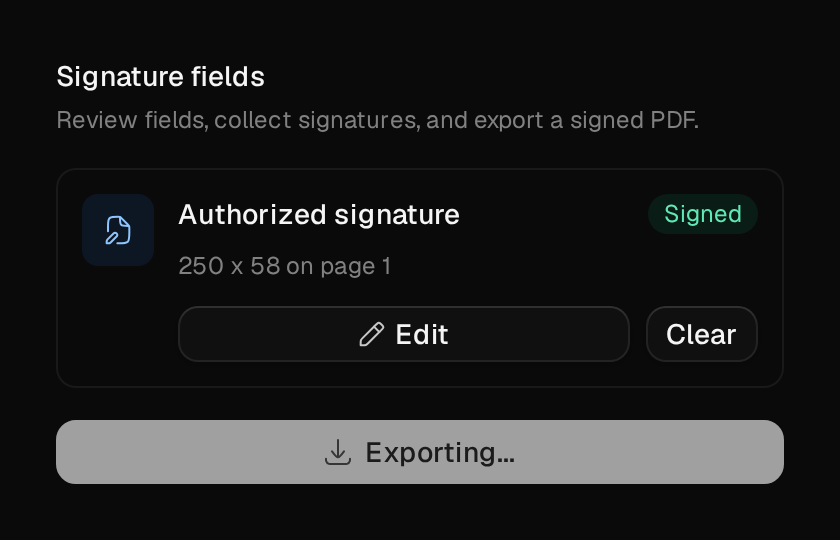 Signature fields
Review fields, collect signatures, and export a signed PDF.
Authorized signature
Signed
250 x 58 on page 1
Edit
Clear
Exporting...